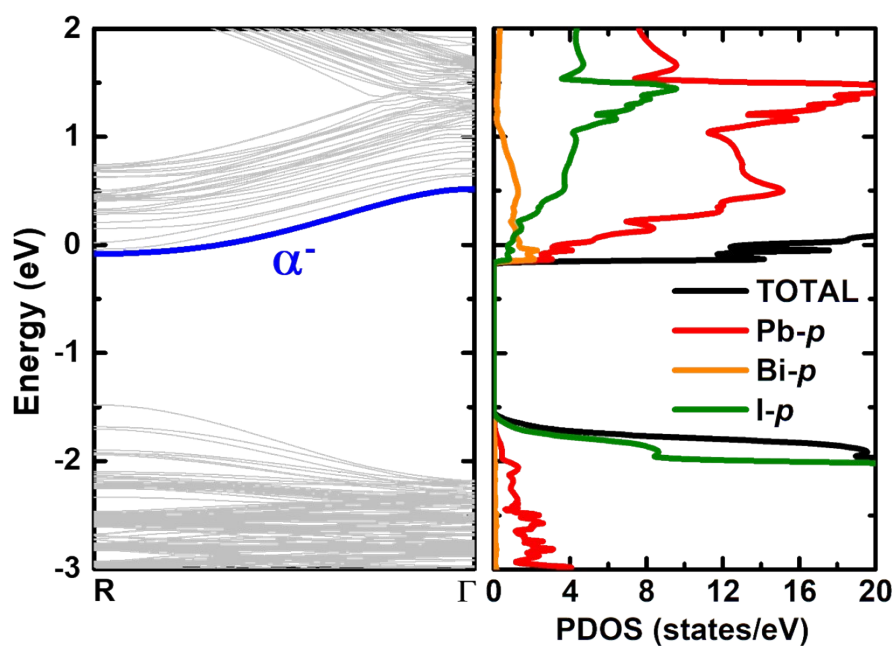 Energy (eV)
2
1
0
-1
-2
-3
R
Γ
α-
TOTAL
Pb-p
Bi-p
I-p
0
4
8
12
16
20
PDOS (states/eV)